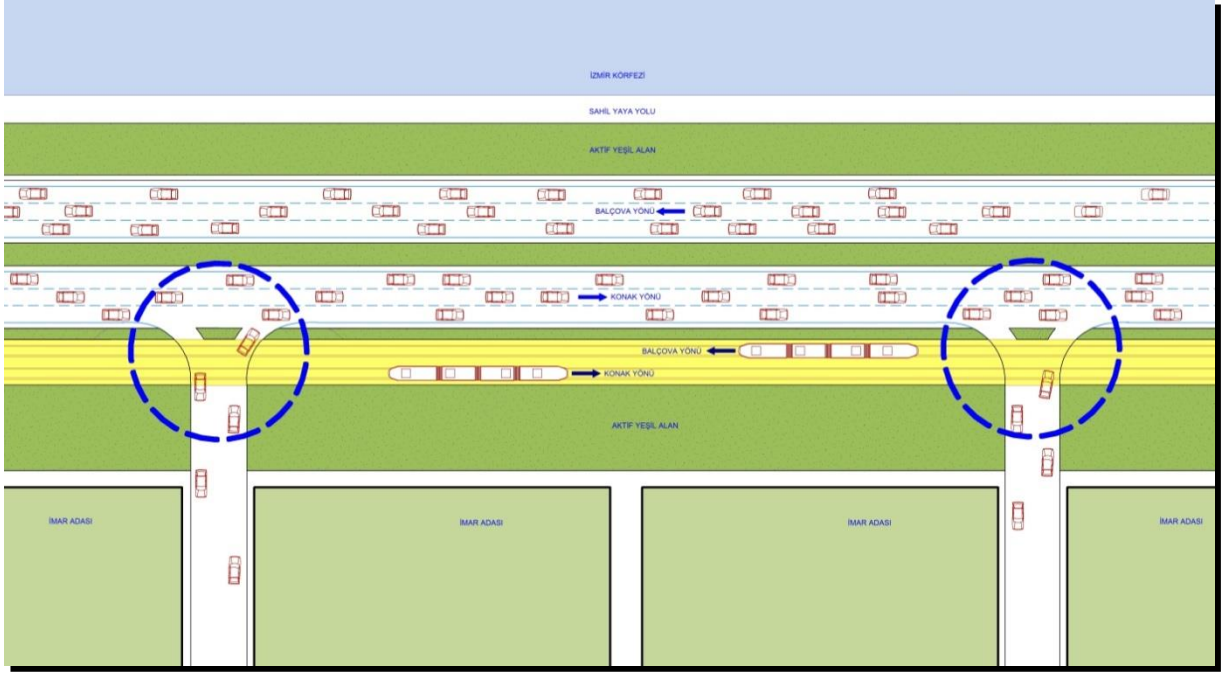 İZMİR KÖRFEZİ
SAHİL YAYA YOLU
AKTİF YEŞİL ALAN
BALÇOVA YÖNÜ
KONAK YÖNÜ
BALÇOVA YÖNÜ
KONAK YÖNÜ
AKTİF YEŞİL ALAN
İMAR ADASI
İMAR ADASI
İMAR ADASI
İMAR ADASI